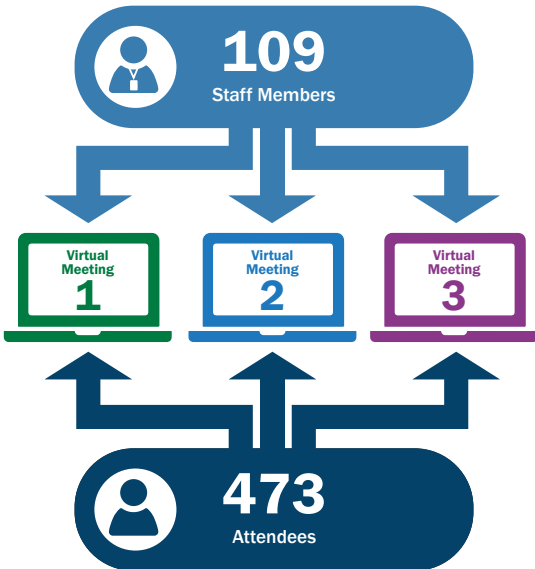 109
Staff Members
Virtual
Meeting
1
Virtual
Meeting
2
Virtual
Meeting
3
473
Attendees